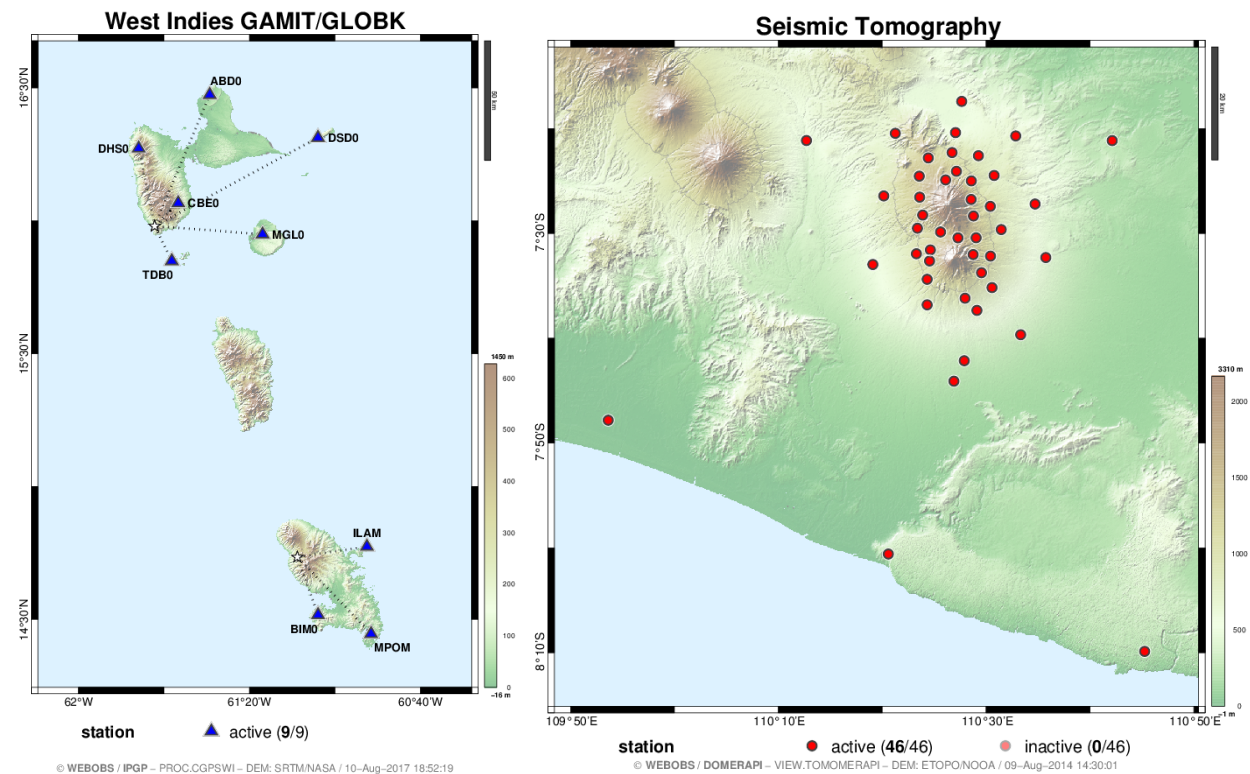 West Indies GAMIT/GLOBK
16°30'N
15°30'N
14°30'N
ABD0
DHS0
DSD0
CBE0
MGL0
TDB0
ILAM
BIM0
MPOM
50 km
1450 m
600
500
400
300
200
100
0
−16 m
62°W
61°20'W
60°40'W
station
active (9/9)
© WEBOBS / IPGP − PROC.CGPSWI − DEM: SRTM/NASA / 10−Aug−2017 18:52:19
Seismic Tomography
7°30'S
7°50'S
8°10'S
20 km
3310 m
2000
1500
1000
500
0
−1 m
109°50'E
110°10'E
110°30'E
110°50'E
station
active (46/46)
inactive (0/46)
© WEBOBS / DOMERAPI − VIEW.TOMOMERAPI − DEM: ETOPO/NOOA / 09−Aug−2014 14:30:01